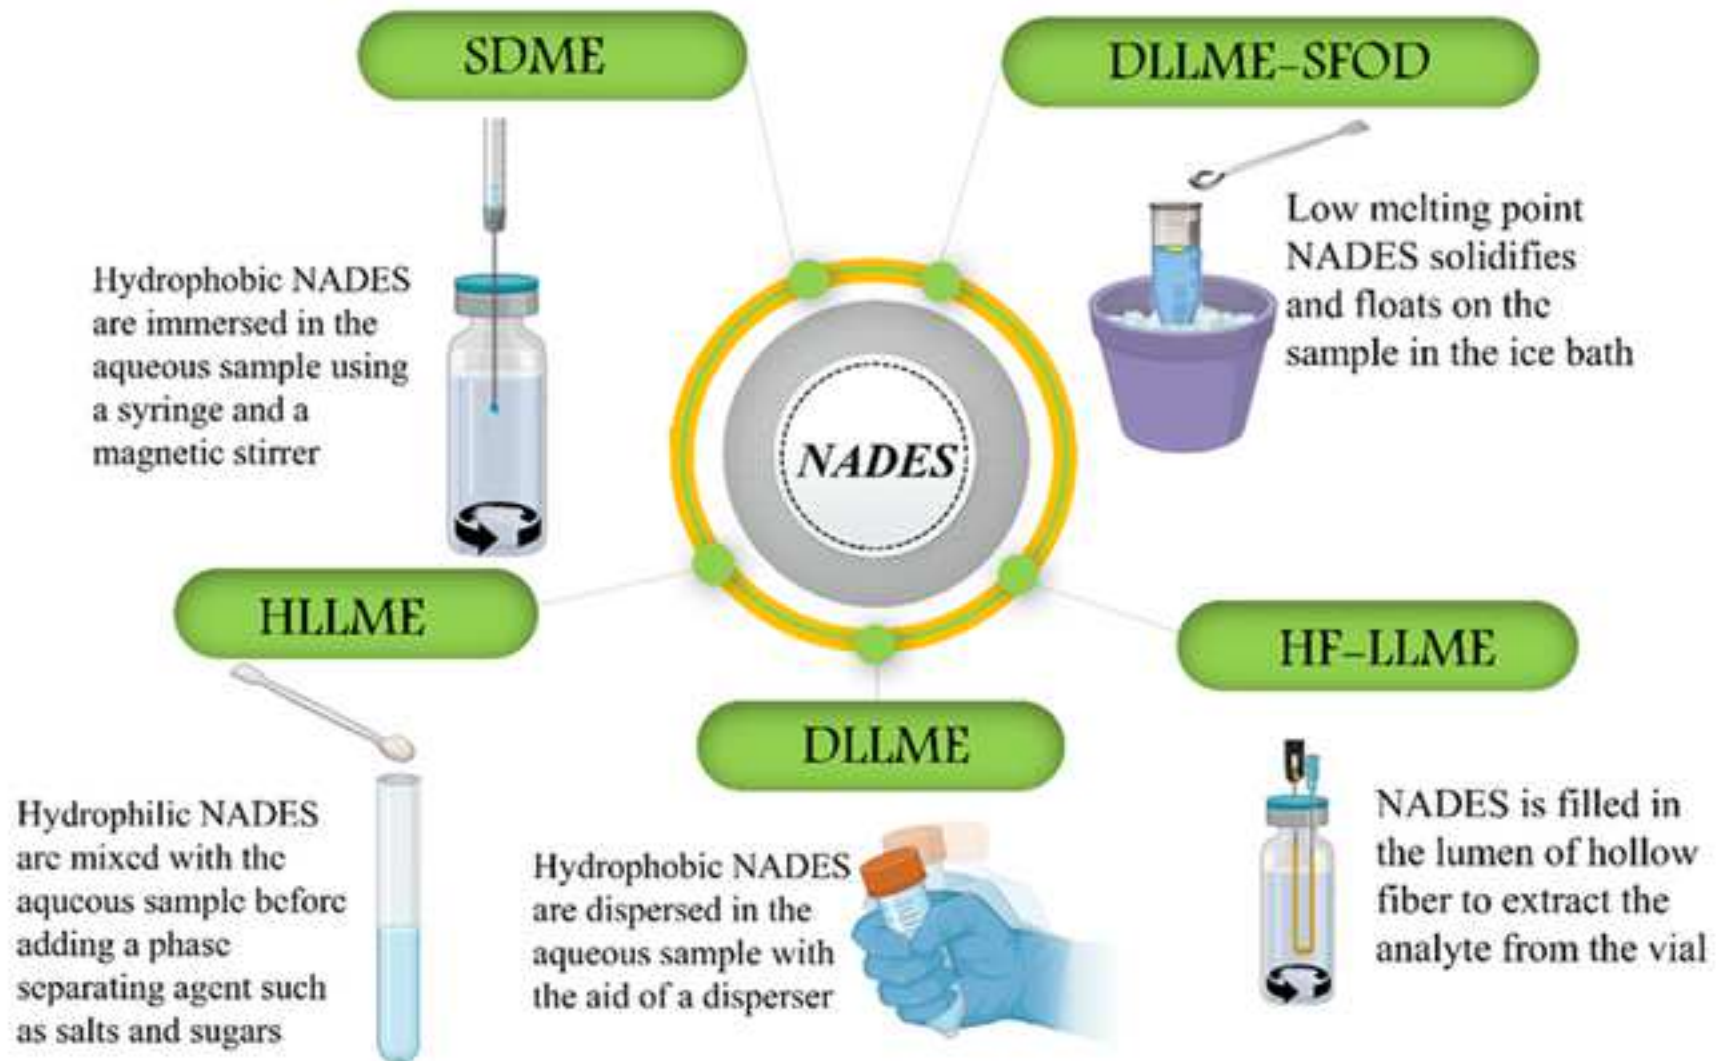 SDME
DLLME-SFOD
Hydrophobic NADES
are immersed in the
aqueous sample using
a syringe and a
magnetic stirrer
Low melting point
NADES solidifies
and floats on the
sample in the ice bath
NADES
HLLME
HF-LLME
DLLME
Hydrophilic NADES
are mixed with the
aqueous sample before
adding a phase
separating agent such
as salts and sugars
Hydrophobic NADES
are dispersed in the
aqueous sample with
the aid of a disperser
NADES is filled in
the lumen of hollow
fiber to extract the
analyte from the vial